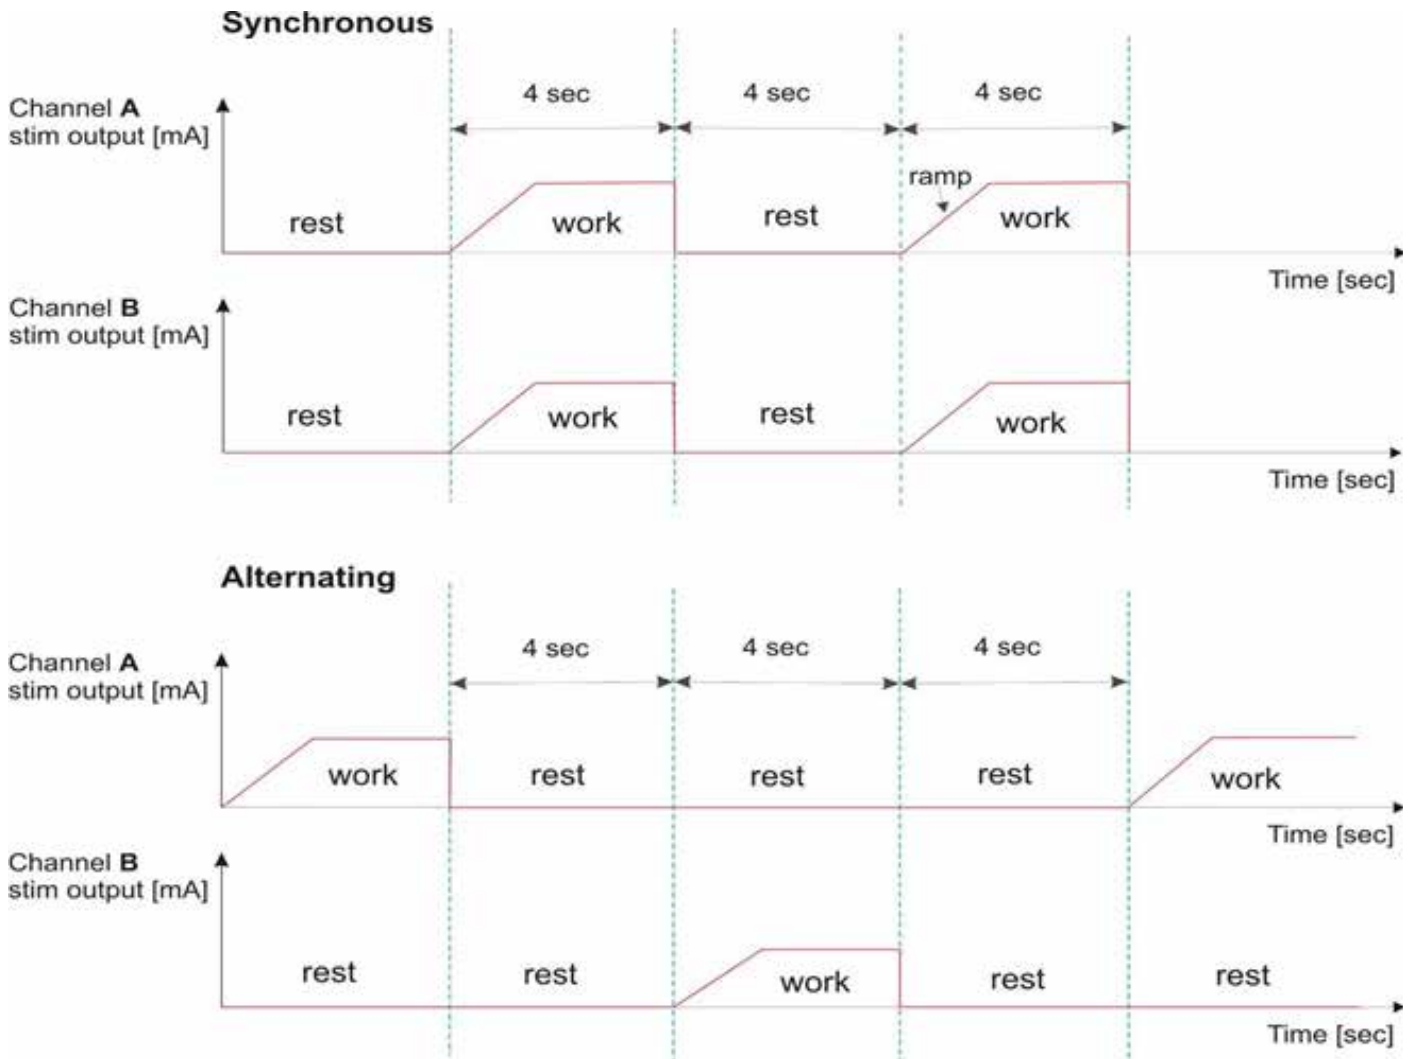 Synchronous
4 sec 4 sec 4 sec
Channel A
stim output [mA]
ramp
rest work rest work
Time [sec]
Channel B
stim output [mA]
rest work rest work
Time [sec]
Alternating
4 sec 4 sec 4 sec
Channel A
stim output [mA]
work rest rest rest work
Time [sec]
Channel B
stim output [mA]
rest rest work rest rest
Time [sec]